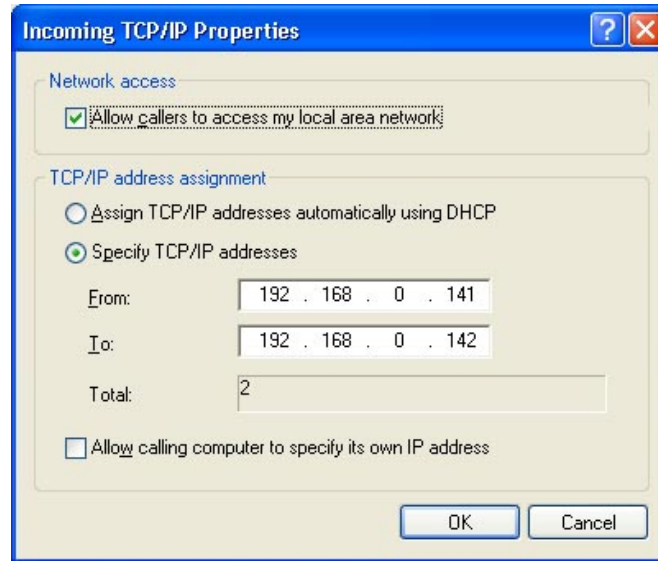 Incoming TCP/IP Properties
Network access
Allow callers to access my local area network
TCP/IP address assignment
Assign TCP/IP addresses automatically using DHCP
Specify TCP/IP addresses
From: 192 . 168 . 0 . 141
To: 192 . 168 . 0 . 142
Total: 2
Allow calling computer to specify its own IP address
OK Cancel